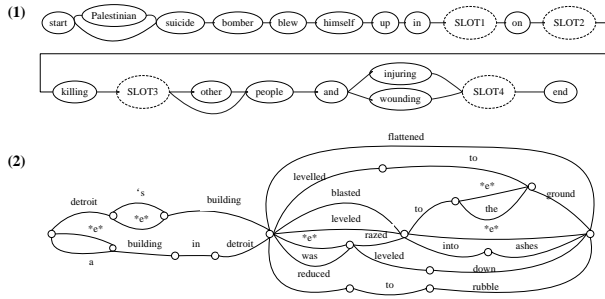 (1)
start Palestinian suicide bomber blew himself up in SLOT1 on SLOT2
killing SLOT3 other people and injuring wounding SLOT4 end
(2)
flattened
levelled to
detroit 's *e* building blasted *e* the ground
*e* leveled to *e*
a building in detroit *e* razed into ashes
was leveled down
reduced to rubble